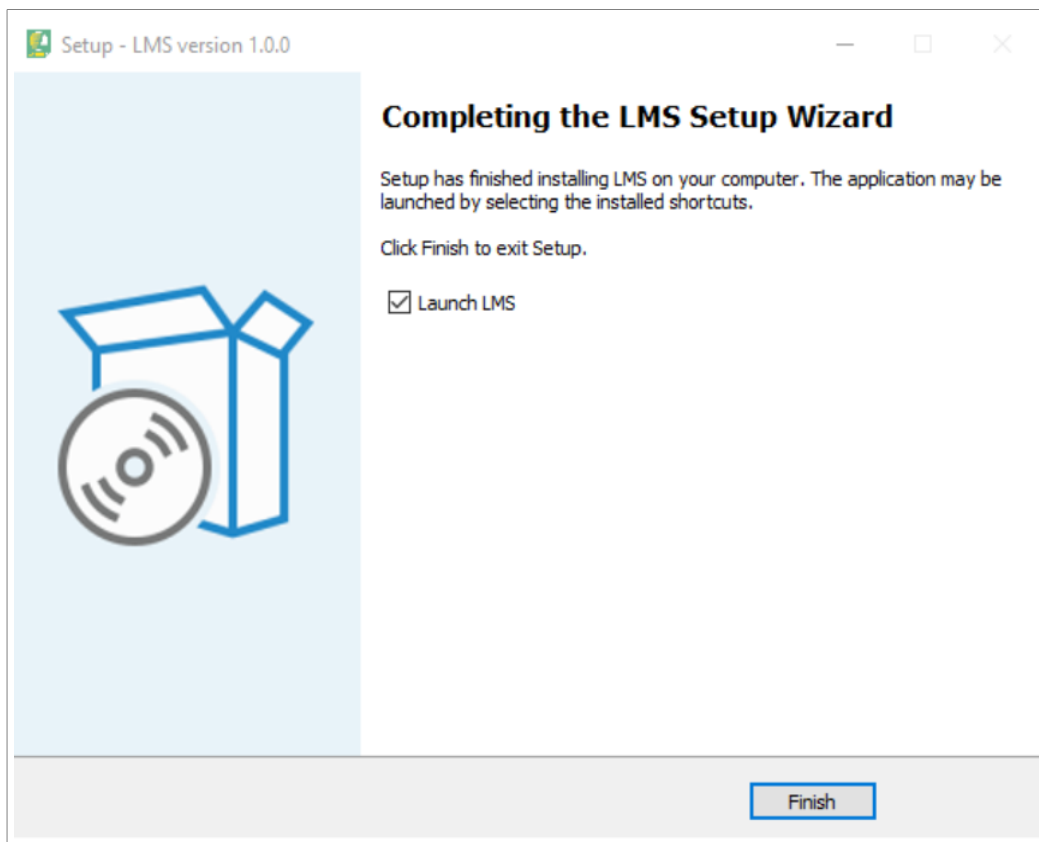 Setup - LMS version 1.0.0
Completing the LMS Setup Wizard
Setup has finished installing LMS on your computer. The application may be
launched by selecting the installed shortcuts.
Click Finish to exit Setup.
Launch LMS
Finish